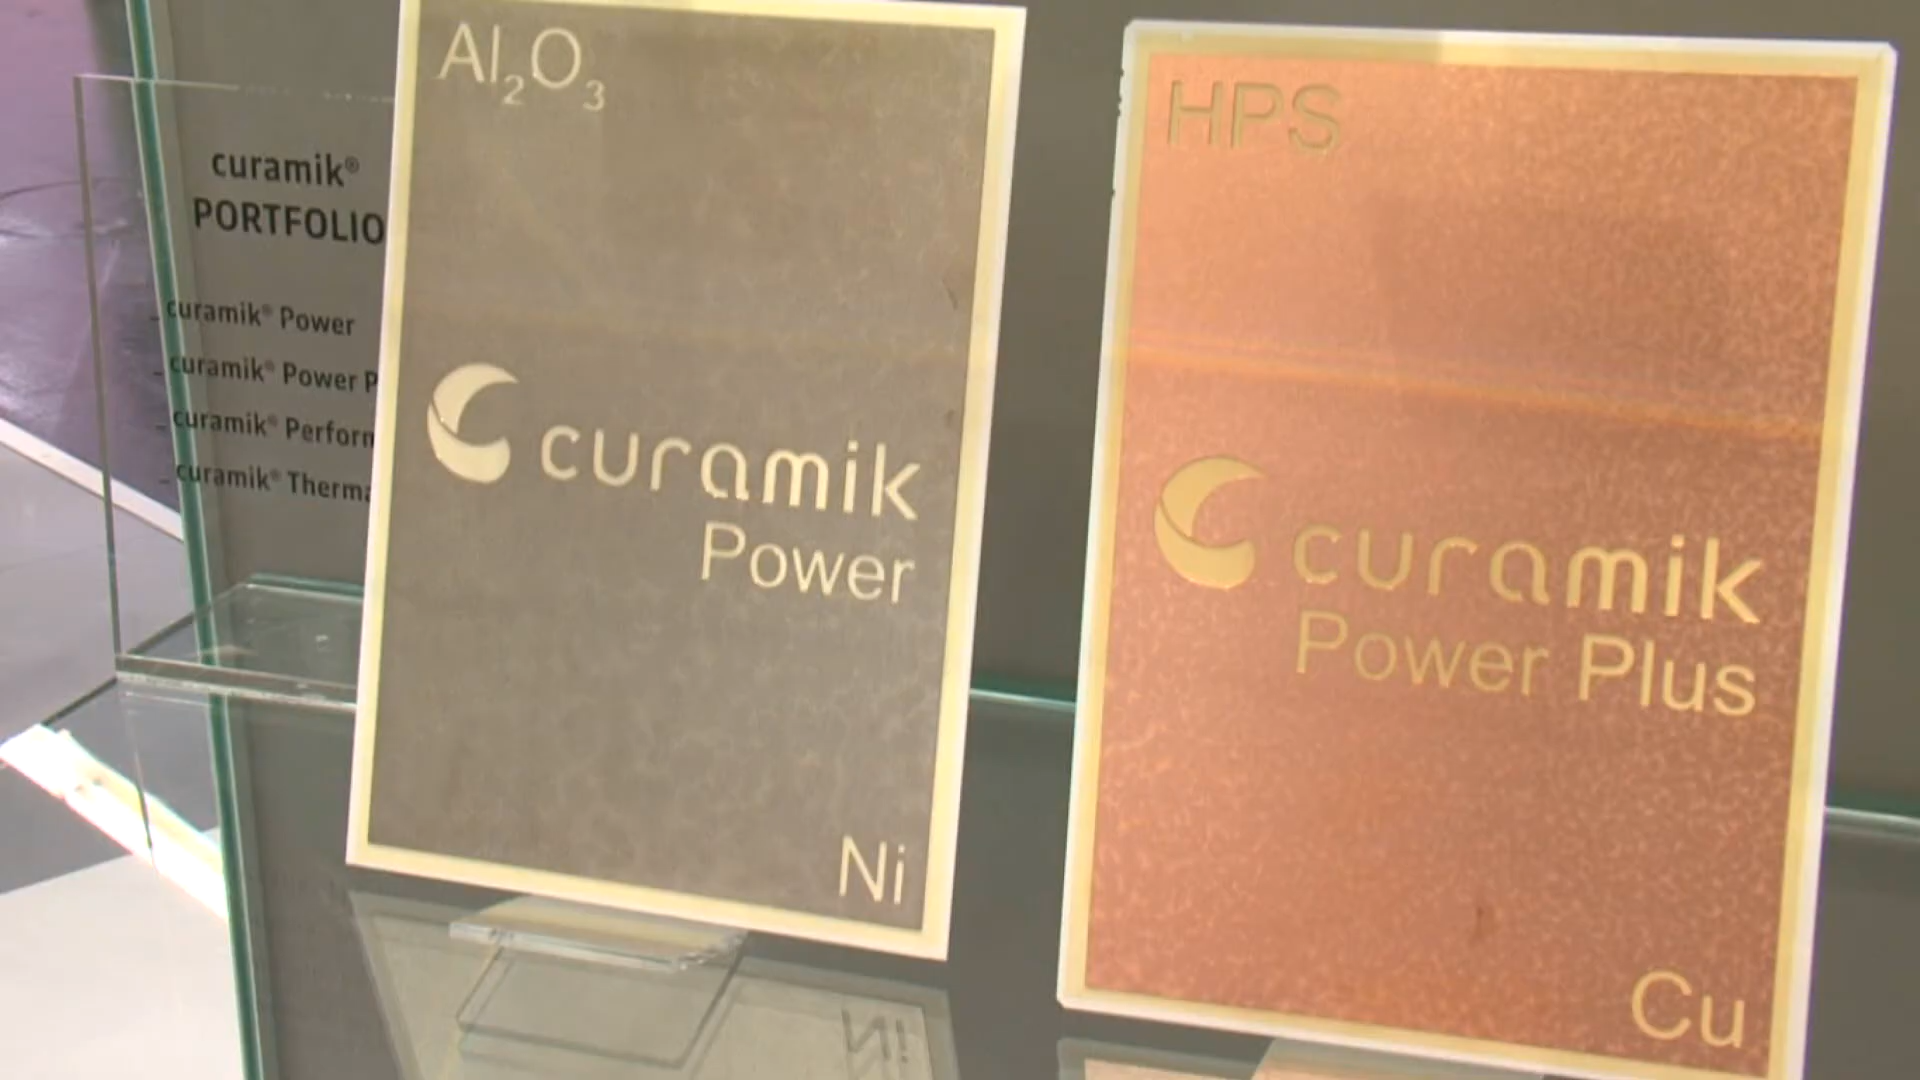 curamik®
PORTFOLIO
_ curamik® Power
_ curamik® Power P
_ curamik® Perform
_ curamik® Therma
Al₂O₃
curamik
Power
Ni
HPS
curamik
Power Plus
Cu
Ni